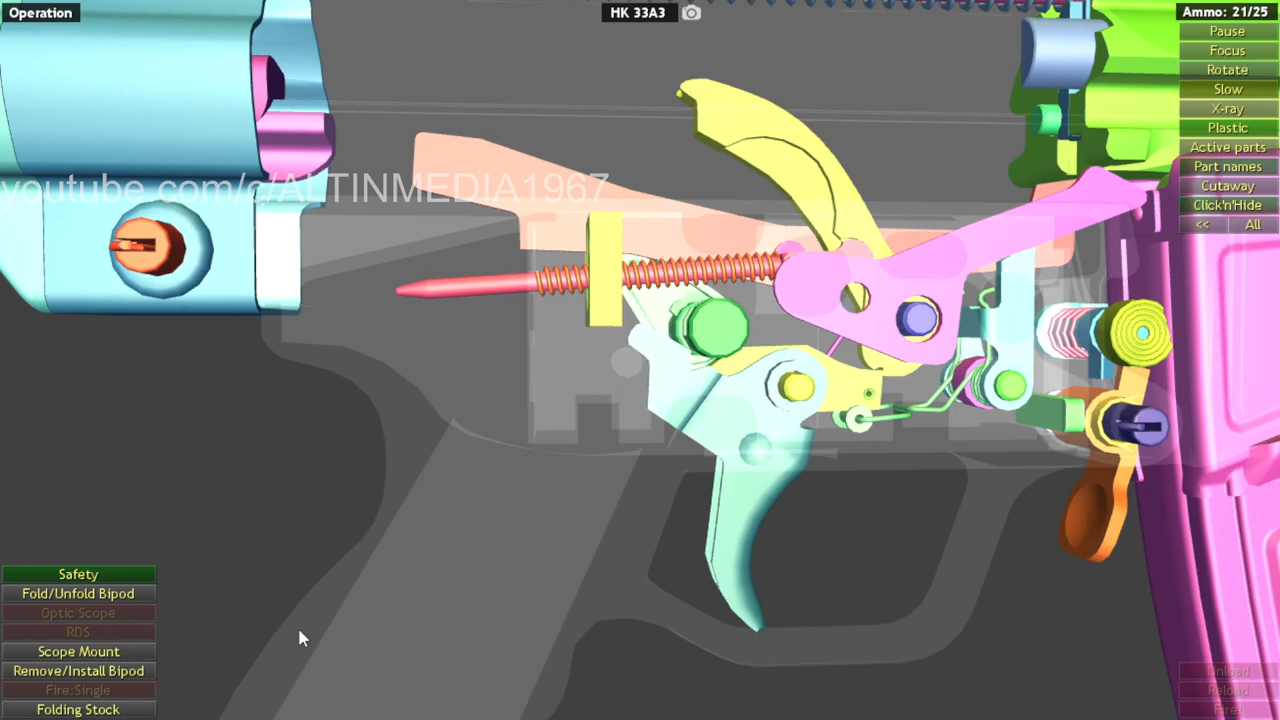 Operation
HK 33A3
Ammo: 21/25
Pause
Focus
Rotate
Slow
X-ray
Plastic
Active parts
Part names
Cutaway
Click'n'Hide
<< All
youtube.com/c/ALTINMEDIA1967
Safety
Fold/Unfold Bipod
Optic Scope
RDS
Scope Mount
Remove/Install Bipod
Fire:Single
Folding Stock
Unload
Reload
Fire!